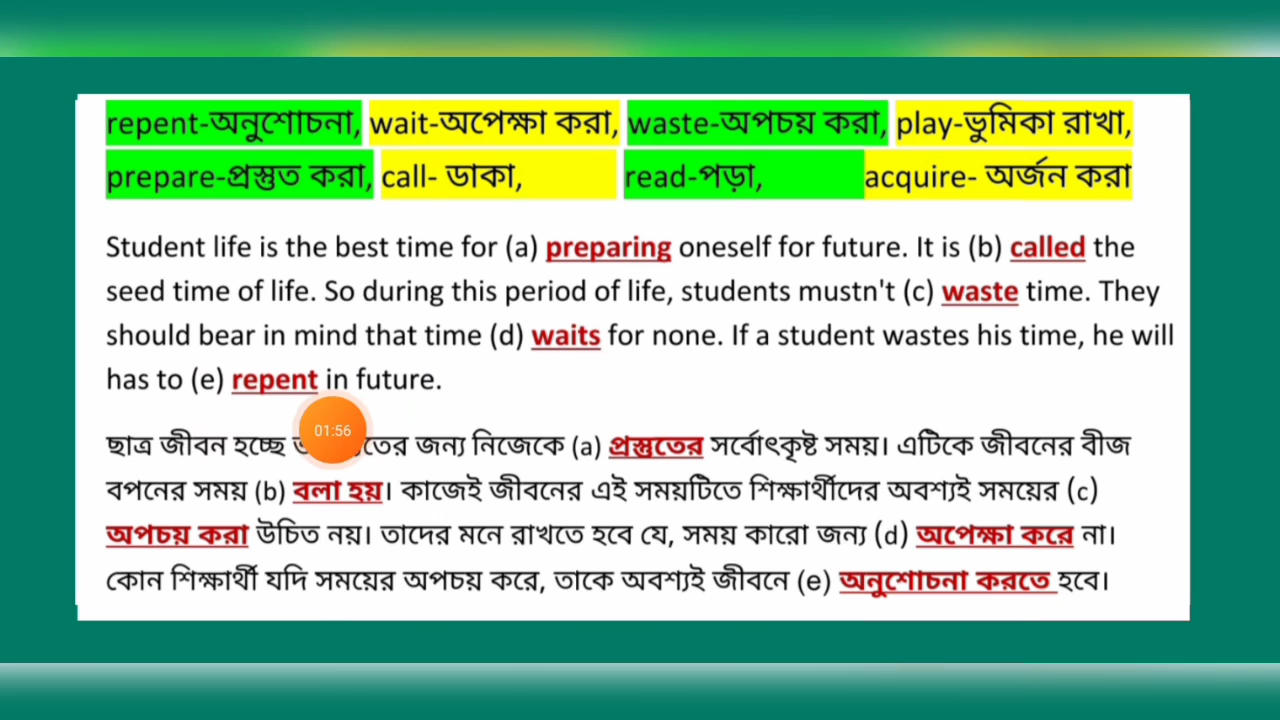 repent-অনুশোচনা, wait-অপেক্ষা করা, waste-অপচয় করা, play-ভুমিকা রাখা,
prepare-প্রস্তুত করা, call- ডাকা, read-পড়া, acquire- অর্জন করা
Student life is the best time for (a) preparing oneself for future. It is (b) called the
seed time of life. So during this period of life, students mustn't (c) waste time. They
should bear in mind that time (d) waits for none. If a student wastes his time, he will
has to (e) repent in future.
01:56
ছাত্র জীবন হচ্ছে জন্য নিজেকে (a) প্রস্তুতের সর্বোৎকৃষ্ট সময়। এটিকে জীবনের বীজ
বপনের সময় (b) বলা হয়। কাজেই জীবনের এই সময়টিতে শিক্ষার্থীদের অবশ্যই সময়ের (c)
অপচয় করা উচিত নয়। তাদের মনে রাখতে হবে যে, সময় কারো জন্য (d) অপেক্ষা করে না।
কোন শিক্ষার্থী যদি সময়ের অপচয় করে, তাকে অবশ্যই জীবনে (e) অনুশোচনা করতে হবে।